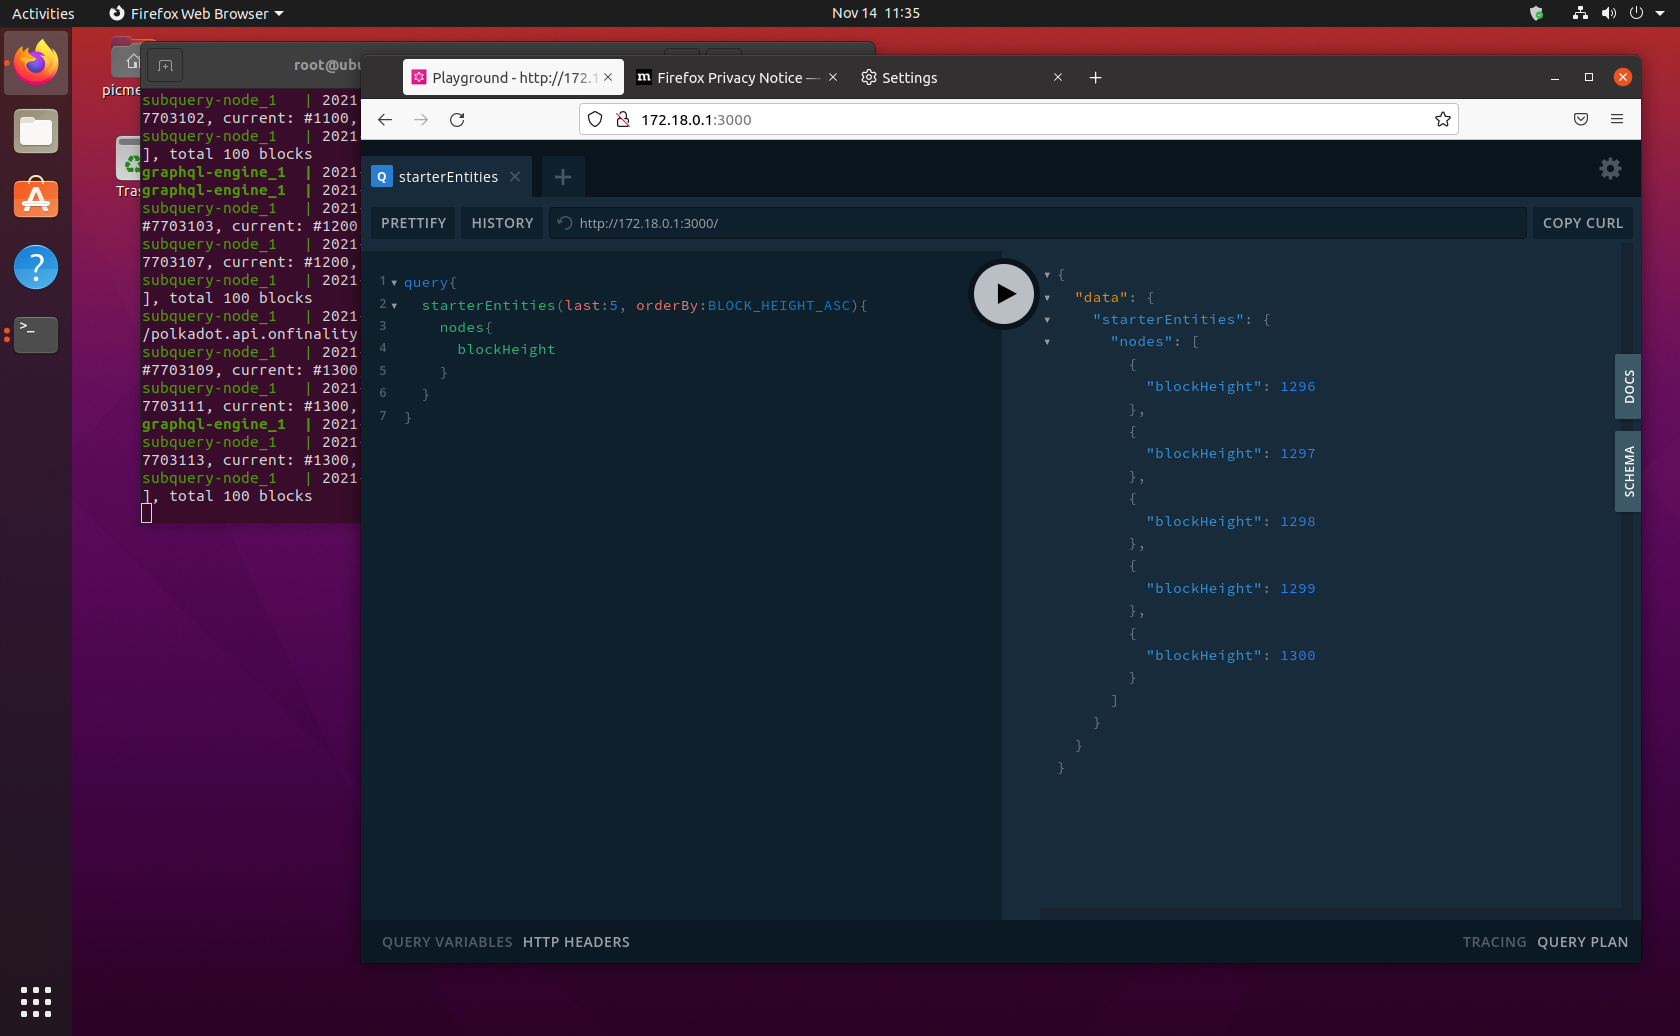 Activities
Firefox Web Browser
Nov 14 11:35
picme
Tra
root@ubu
subquery-node_1 | 2021-
7703102, current: #1100,
subquery-node_1 | 2021-
], total 100 blocks
graphql-engine_1 | 2021-
graphql-engine_1 | 2021-
subquery-node_1 | 2021-
#7703103, current: #1200
subquery-node_1 | 2021-
7703107, current: #1200,
subquery-node_1 | 2021-
], total 100 blocks
subquery-node_1 | 2021-
/polkadot.api.onfinality
subquery-node_1 | 2021-
#7703109, current: #1300
subquery-node_1 | 2021-
7703111, current: #1300,
graphql-engine_1 | 2021-
subquery-node_1 | 2021-
7703113, current: #1300,
subquery-node_1 | 2021-
], total 100 blocks
Playground - http://172.1
m Firefox Privacy Notice —
Settings
172.18.0.1:3000
Q starterEntities
PRETTIFY
HISTORY
http://172.18.0.1:3000/
COPY CURL
1 query{
2 starterEntities(last:5, orderBy:BLOCK_HEIGHT_ASC){
3 nodes{
4 blockHeight
5 }
6 }
7 }
{
"data": {
"starterEntities": {
"nodes": [
{
"blockHeight": 1296
},
{
"blockHeight": 1297
},
{
"blockHeight": 1298
},
{
"blockHeight": 1299
},
{
"blockHeight": 1300
}
]
}
}
}
DOCS
SCHEMA
QUERY VARIABLES
HTTP HEADERS
TRACING
QUERY PLAN